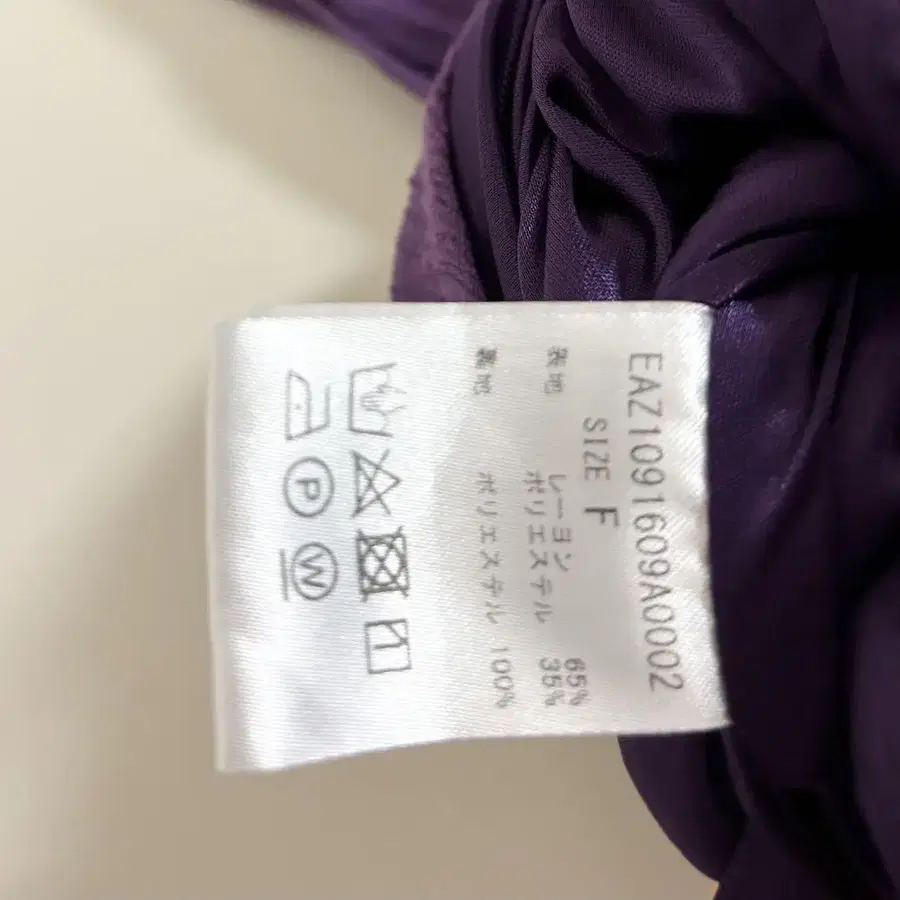 EAZ1091609A0002
SIZE F
表地 レーヨン 65%
ポリエステル 35%
裏地 ポリエステル 100%
P
W